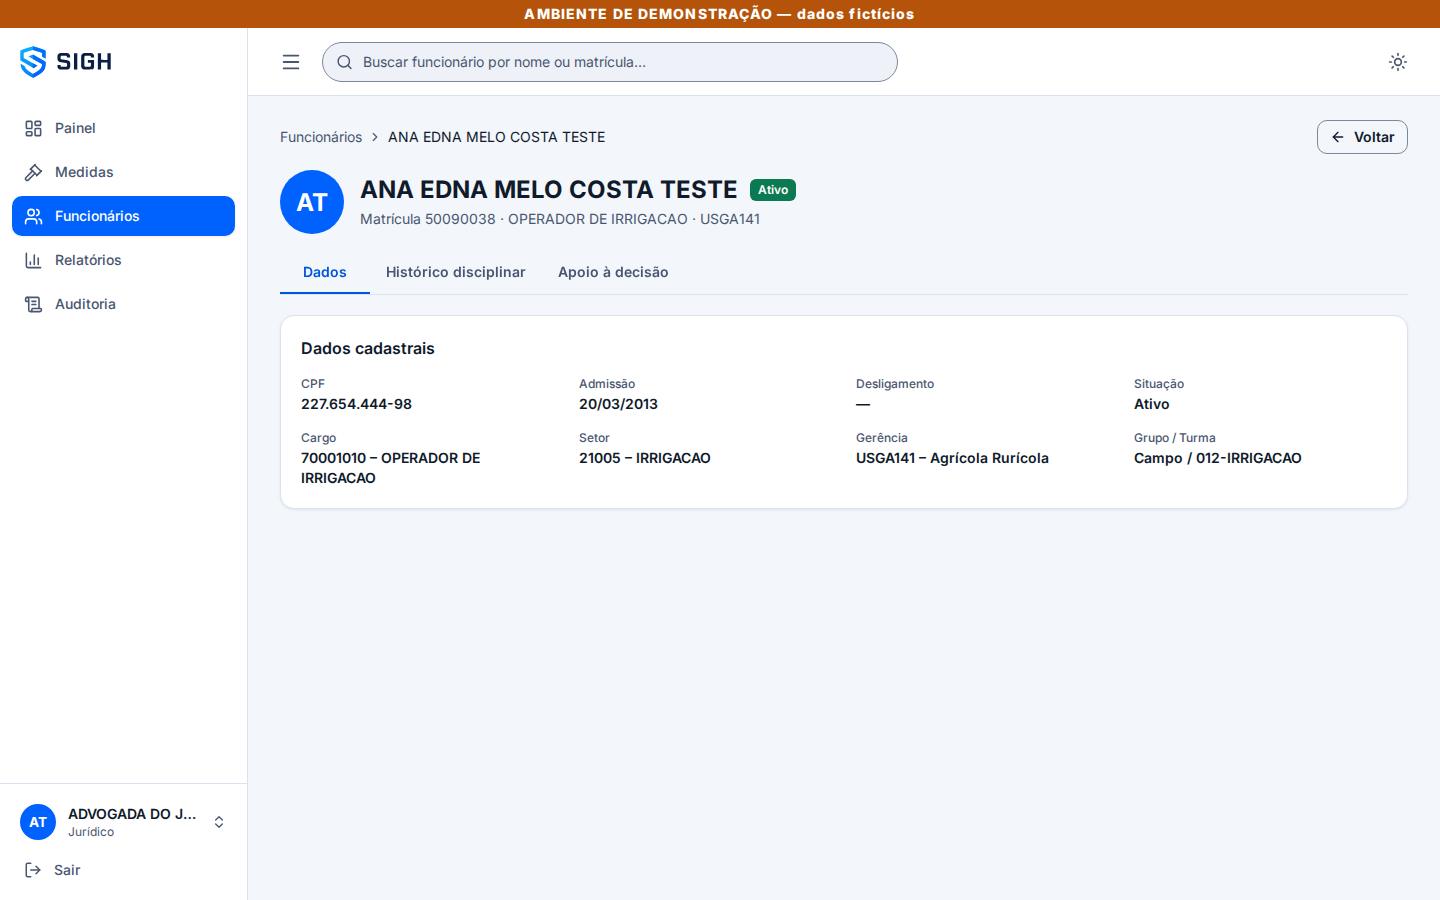 AMBIENTE DE DEMONSTRAÇÃO — dados fictícios
SIGH
Buscar funcionário por nome ou matrícula...
Painel
Medidas
Funcionários
Relatórios
Auditoria
Funcionários > ANA EDNA MELO COSTA TESTE
Voltar
AT
ANA EDNA MELO COSTA TESTE Ativo
Matrícula 50090038 · OPERADOR DE IRRIGACAO · USGA141
Dados Histórico disciplinar Apoio à decisão
Dados cadastrais
CPF
227.654.444-98
Admissão
20/03/2013
Desligamento
—
Situação
Ativo
Cargo
70001010 – OPERADOR DE
IRRIGACAO
Setor
21005 – IRRIGACAO
Gerência
USGA141 – Agrícola Rurícola
Grupo / Turma
Campo / 012-IRRIGACAO
AT
ADVOGADA DO J...
Jurídico
Sair